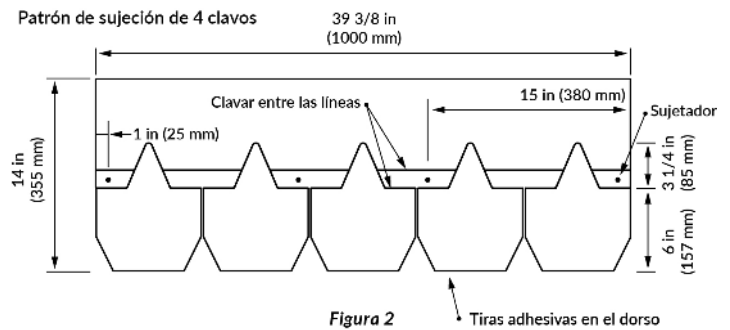 Patrón de sujeción de 4 clavos
39 3/8 in
(1000 mm)
Clavar entre las líneas
15 in (380 mm)
Sujetador
1 in (25 mm)
14 in
(355 mm)
3 1/4 in
(85 mm)
6 in
(157 mm)
Figura 2
Tiras adhesivas en el dorso